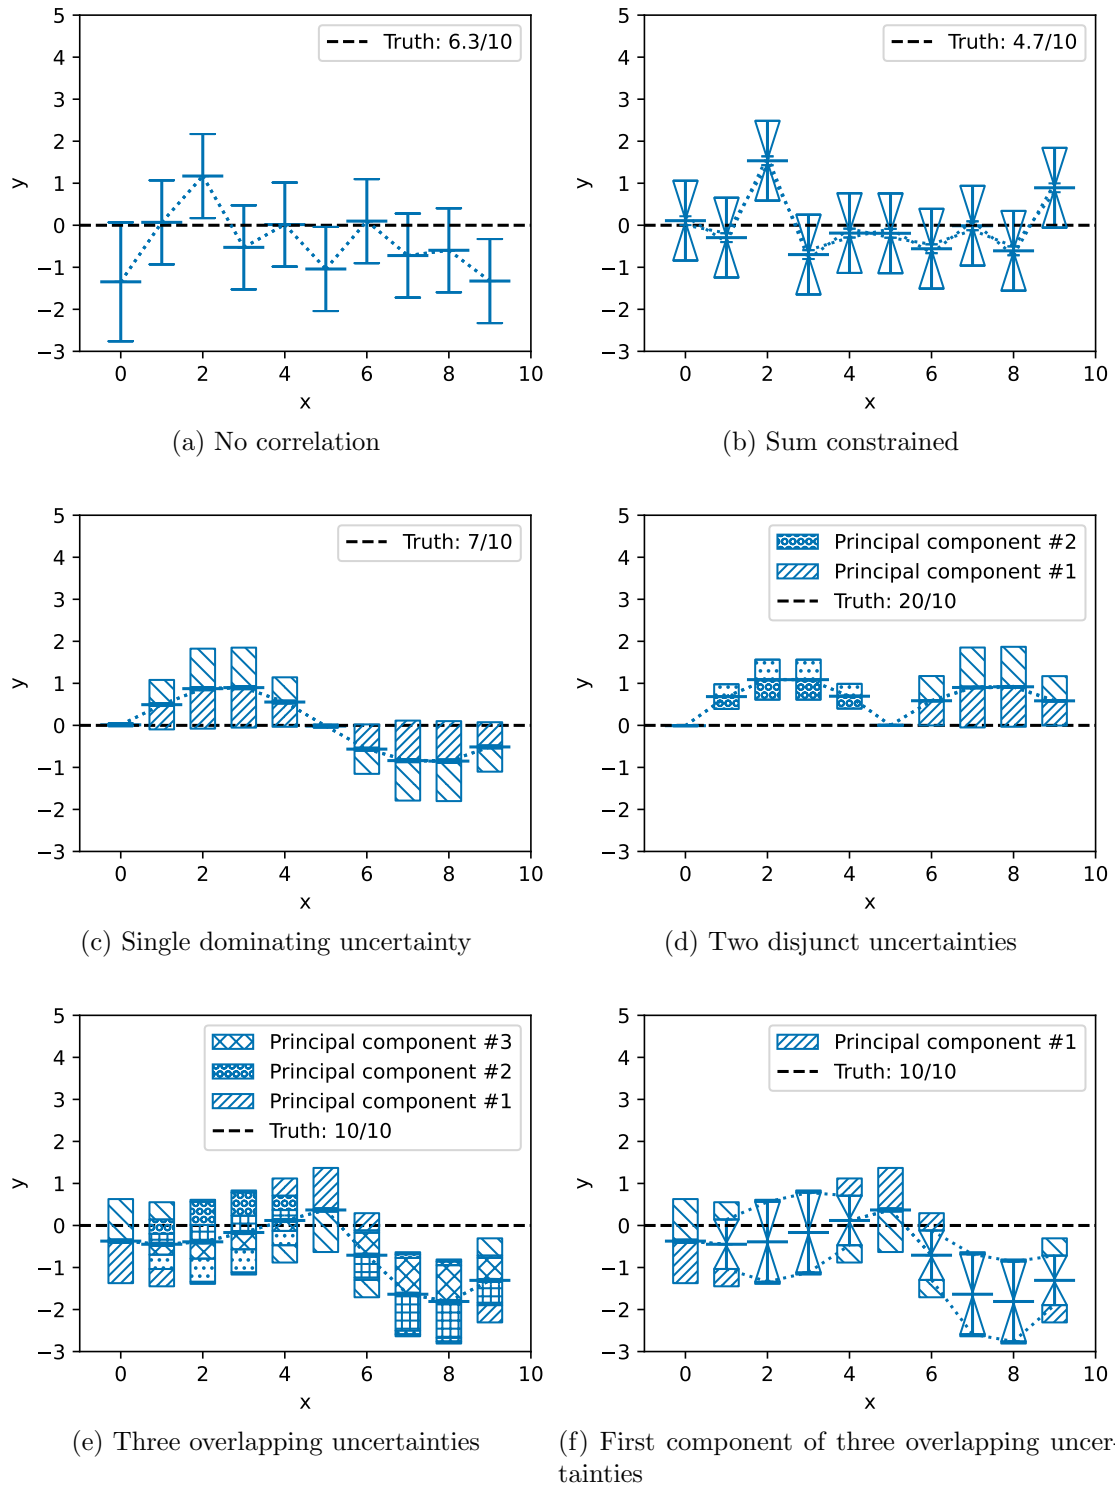 5
4
3
2
1
0
−1
−2
−3
y
Truth: 6.3/10
0 2 4 6 8 10
x
(a) No correlation
5
4
3
2
1
0
−1
−2
−3
y
Truth: 4.7/10
0 2 4 6 8 10
x
(b) Sum constrained
5
4
3
2
1
0
−1
−2
−3
y
Truth: 7/10
0 2 4 6 8 10
x
(c) Single dominating uncertainty
5
4
3
2
1
0
−1
−2
−3
y
Principal component #2
Principal component #1
Truth: 20/10
0 2 4 6 8 10
x
(d) Two disjunct uncertainties
5
4
3
2
1
0
−1
−2
−3
y
Principal component #3
Principal component #2
Principal component #1
Truth: 10/10
0 2 4 6 8 10
x
(e) Three overlapping uncertainties
5
4
3
2
1
0
−1
−2
−3
y
Principal component #1
Truth: 10/10
0 2 4 6 8 10
x
(f) First component of three overlapping uncer-
tainties